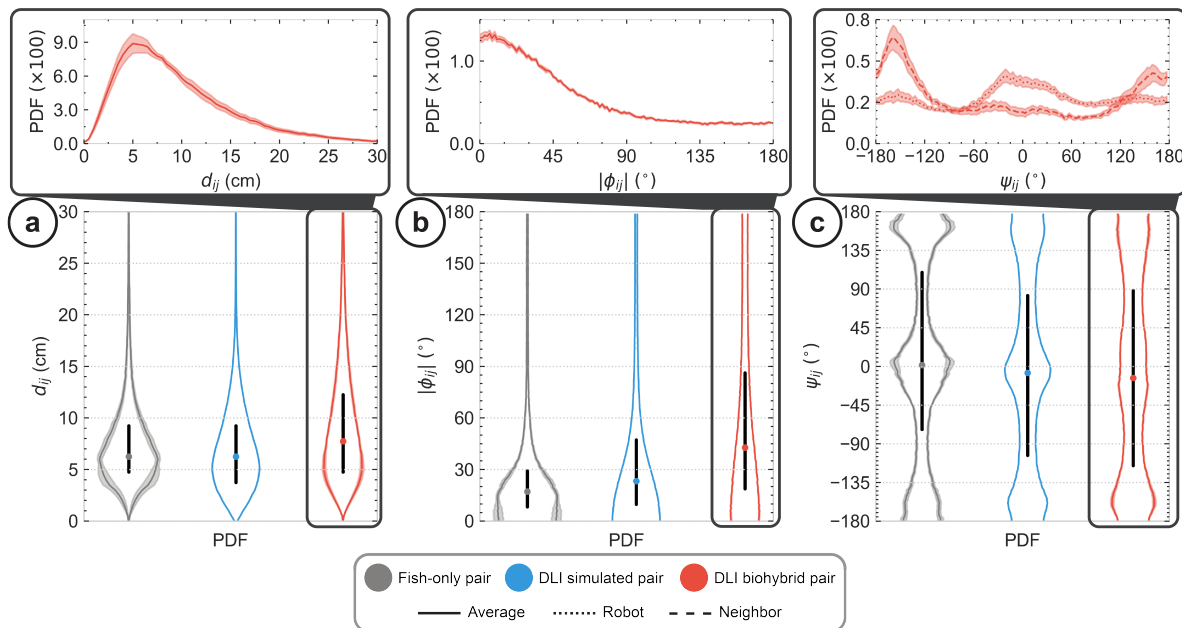 PDF (×100)
9.0
6.0
3.0
0.0
0 5 10 15 20 25 30
d_ij (cm)
PDF (×100)
1.0
0.0
0 45 90 135 180
|ϕ_ij| (°)
PDF (×100)
0.8
0.5
0.2
0.0
−180 −120 −60 0 60 120 180
ψ_ij (°)
a
d_ij (cm)
30
25
20
15
10
5
0
PDF
b
|ϕ_ij| (°)
180
150
120
90
60
30
0
PDF
c
ψ_ij (°)
180
135
90
45
0
−45
−90
−135
−180
PDF
Fish-only pair DLI simulated pair DLI biohybrid pair
Average Robot Neighbor